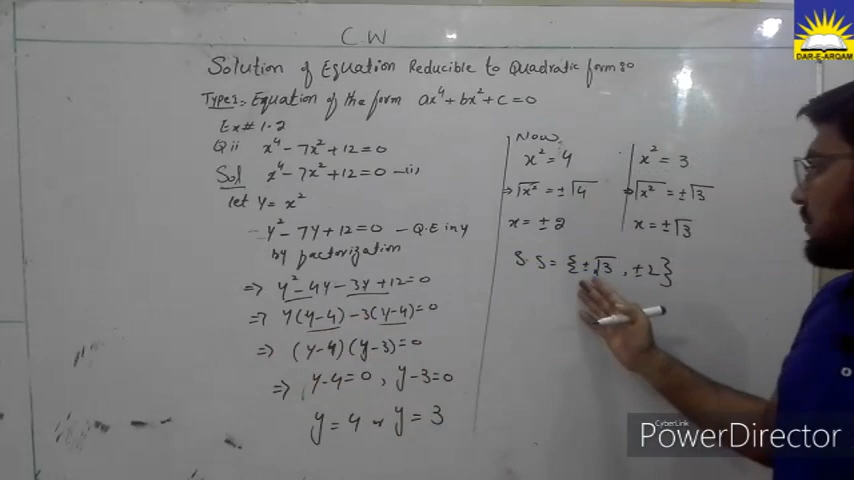 CW
Solution of Equation Reducible to Quadratic form :-
Type1:- Equation of the form ax⁴ + bx² + c = 0
Ex# 1.2
Q ii x⁴ - 7x² + 12 = 0
Sol x⁴ - 7x² + 12 = 0 —(i)
let y = x²
y² - 7y + 12 = 0 — Q.E in y
by factorization
=> y² - 4y - 3y + 12 = 0
=> y(y-4) - 3(y-4) = 0
=> (y-4)(y-3) = 0
=> y-4=0, y-3=0
y = 4 or y = 3
Now
x² = 4
=> √x² = ±√4
x = ±2
x² = 3
=> √x² = ±√3
x = ±√3
S.S = {±√3, ±2}
DAR-E-ARQAM
CyberLink
PowerDirector